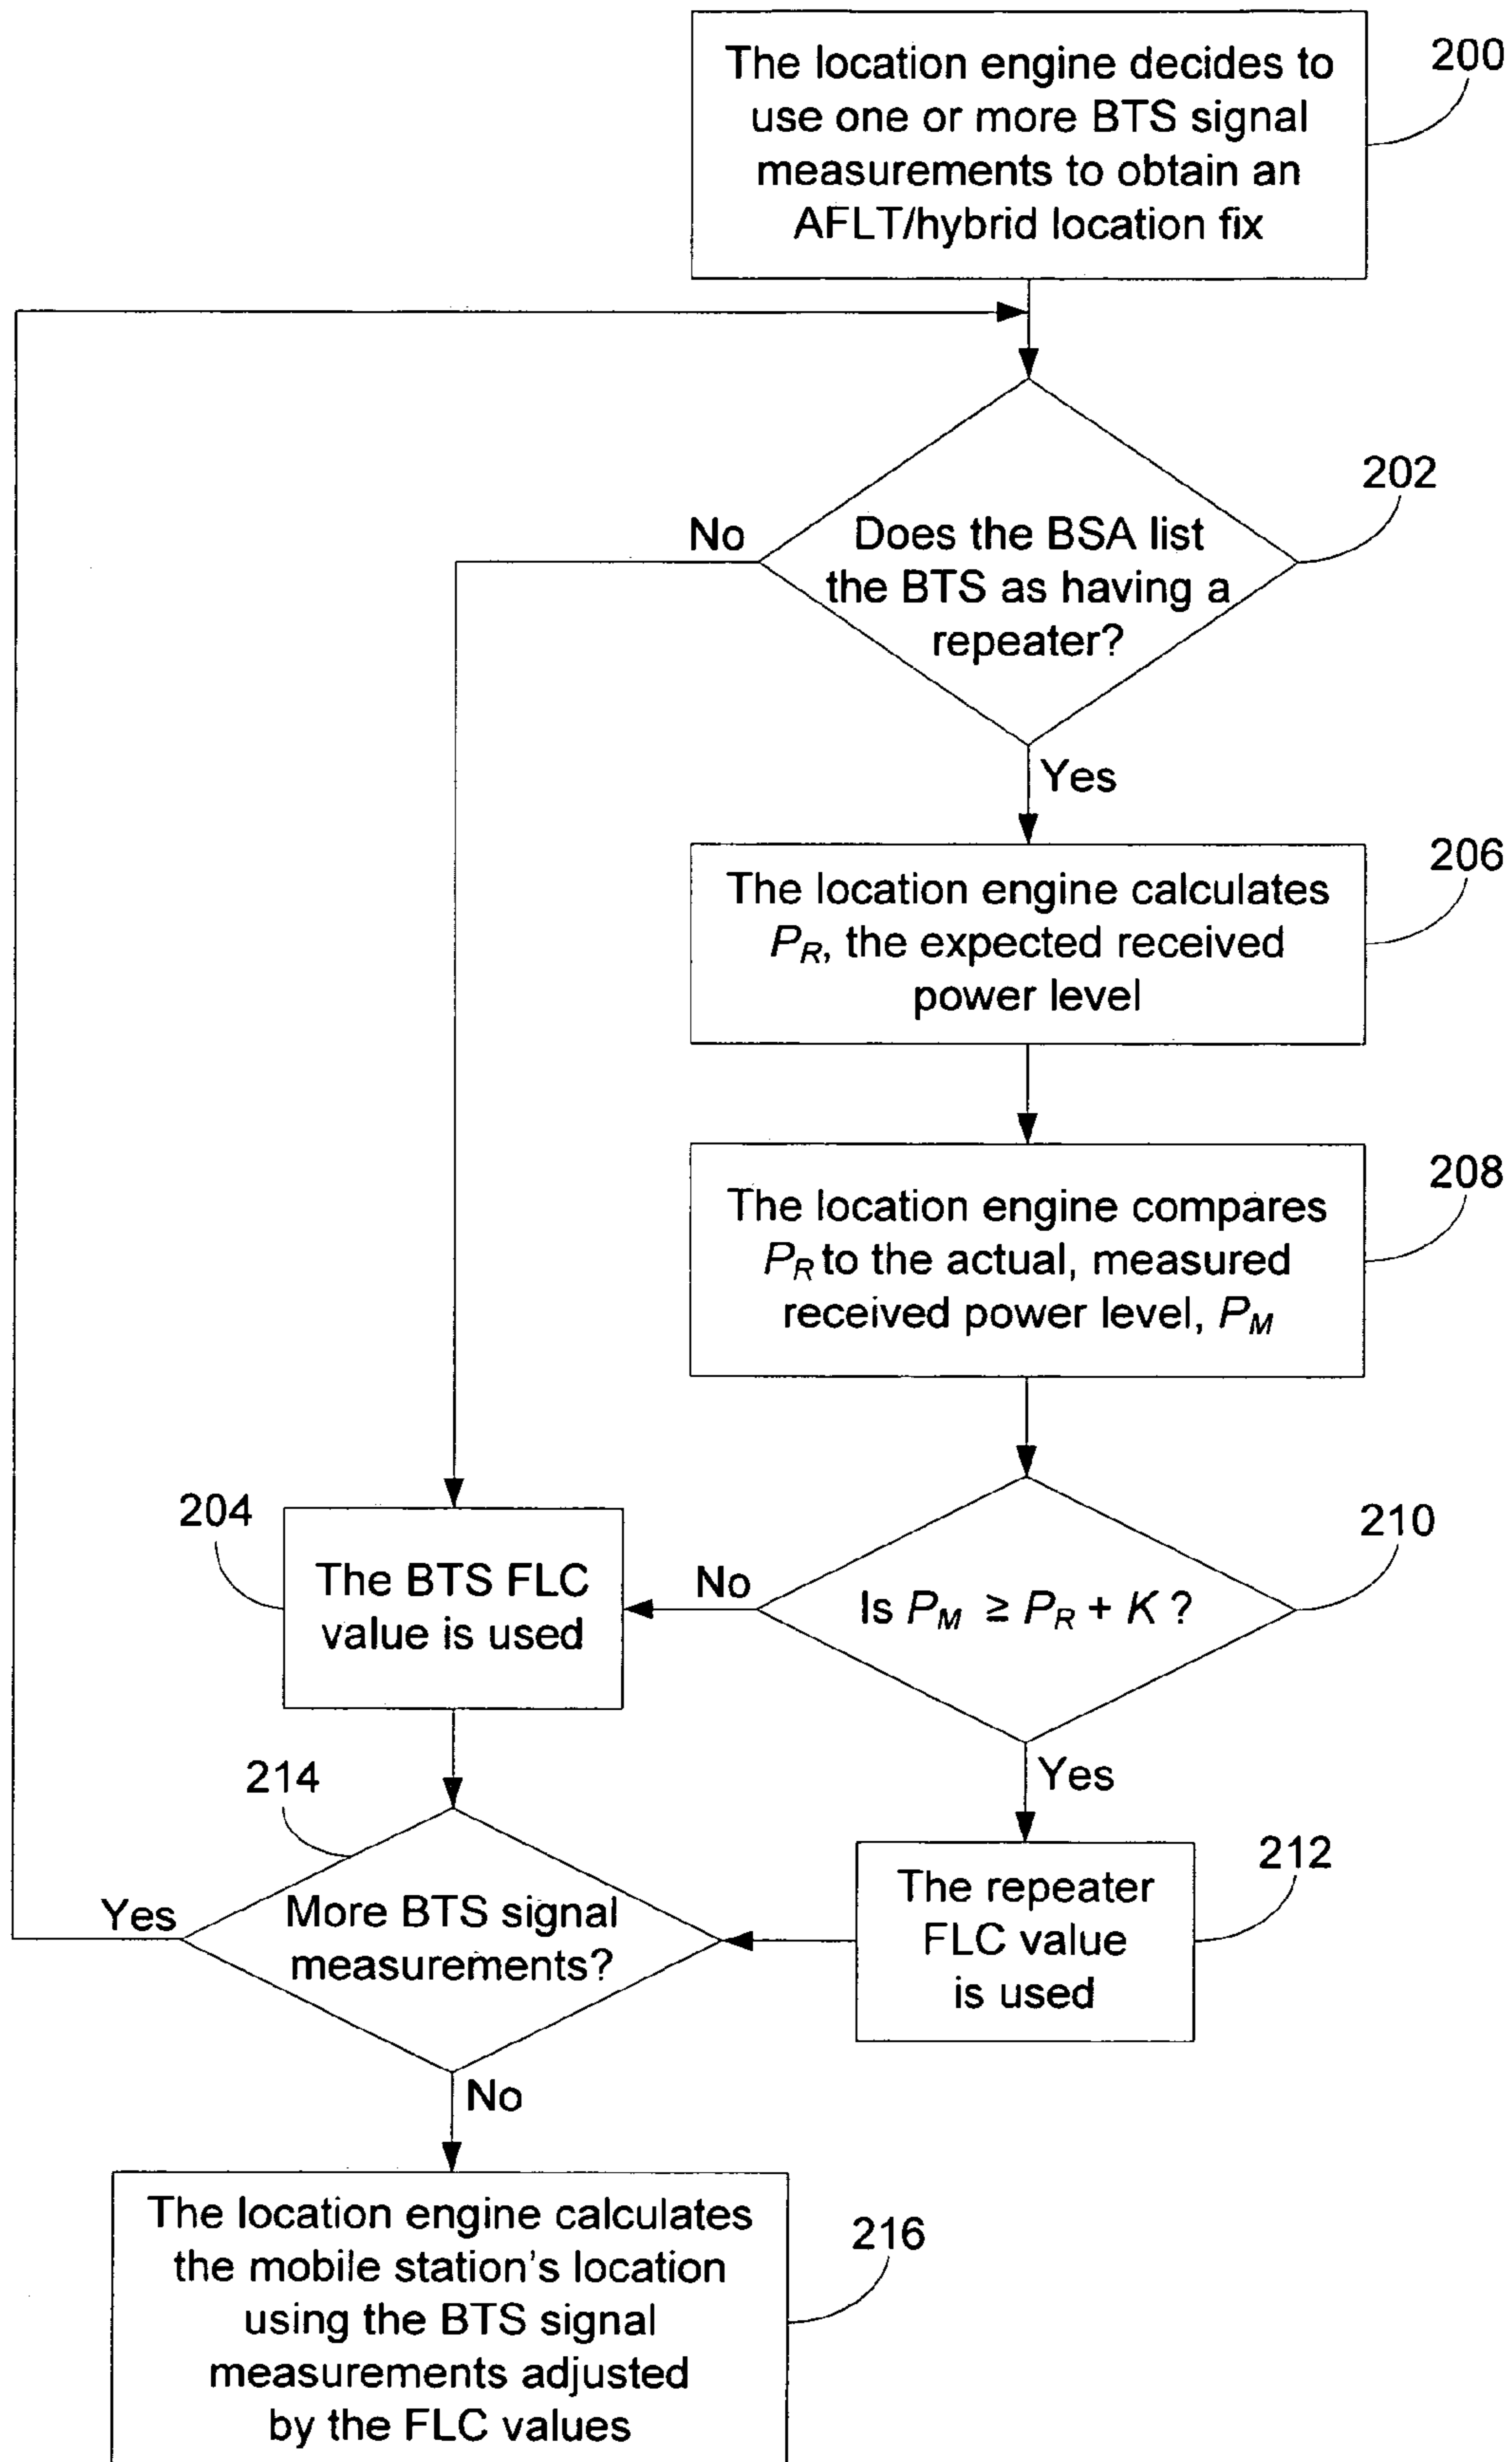 The location engine decides to
use one or more BTS signal
measurements to obtain an
AFLT/hybrid location fix
200
202
No
Does the BSA list
the BTS as having a
repeater?
Yes
206
The location engine calculates
P_R, the expected received
power level
208
The location engine compares
P_R to the actual, measured
received power level, P_M
204
The BTS FLC
value is used
No
210
Is P_M ≥ P_R + K ?
Yes
214
Yes
More BTS signal
measurements?
212
The repeater
FLC value
is used
No
The location engine calculates
the mobile station's location
using the BTS signal
measurements adjusted
by the FLC values
216